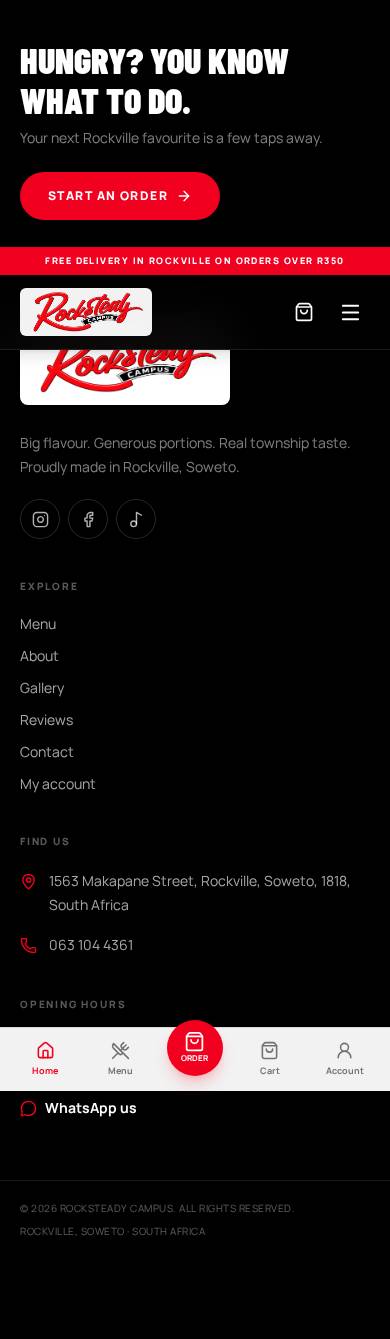 HUNGRY? YOU KNOW
WHAT TO DO.
Your next Rockville favourite is a few taps away.
START AN ORDER
FREE DELIVERY IN ROCKVILLE ON ORDERS OVER R350
Rocksteady
CAMPUS
Rocksteady
CAMPUS
Big flavour. Generous portions. Real township taste.
Proudly made in Rockville, Soweto.
EXPLORE
Menu
About
Gallery
Reviews
Contact
My account
FIND US
1563 Makapane Street, Rockville, Soweto, 1818,
South Africa
063 104 4361
OPENING HOURS
Home
Menu
ORDER
Cart
Account
WhatsApp us
© 2026 ROCKSTEADY CAMPUS. ALL RIGHTS RESERVED.
ROCKVILLE, SOWETO · SOUTH AFRICA